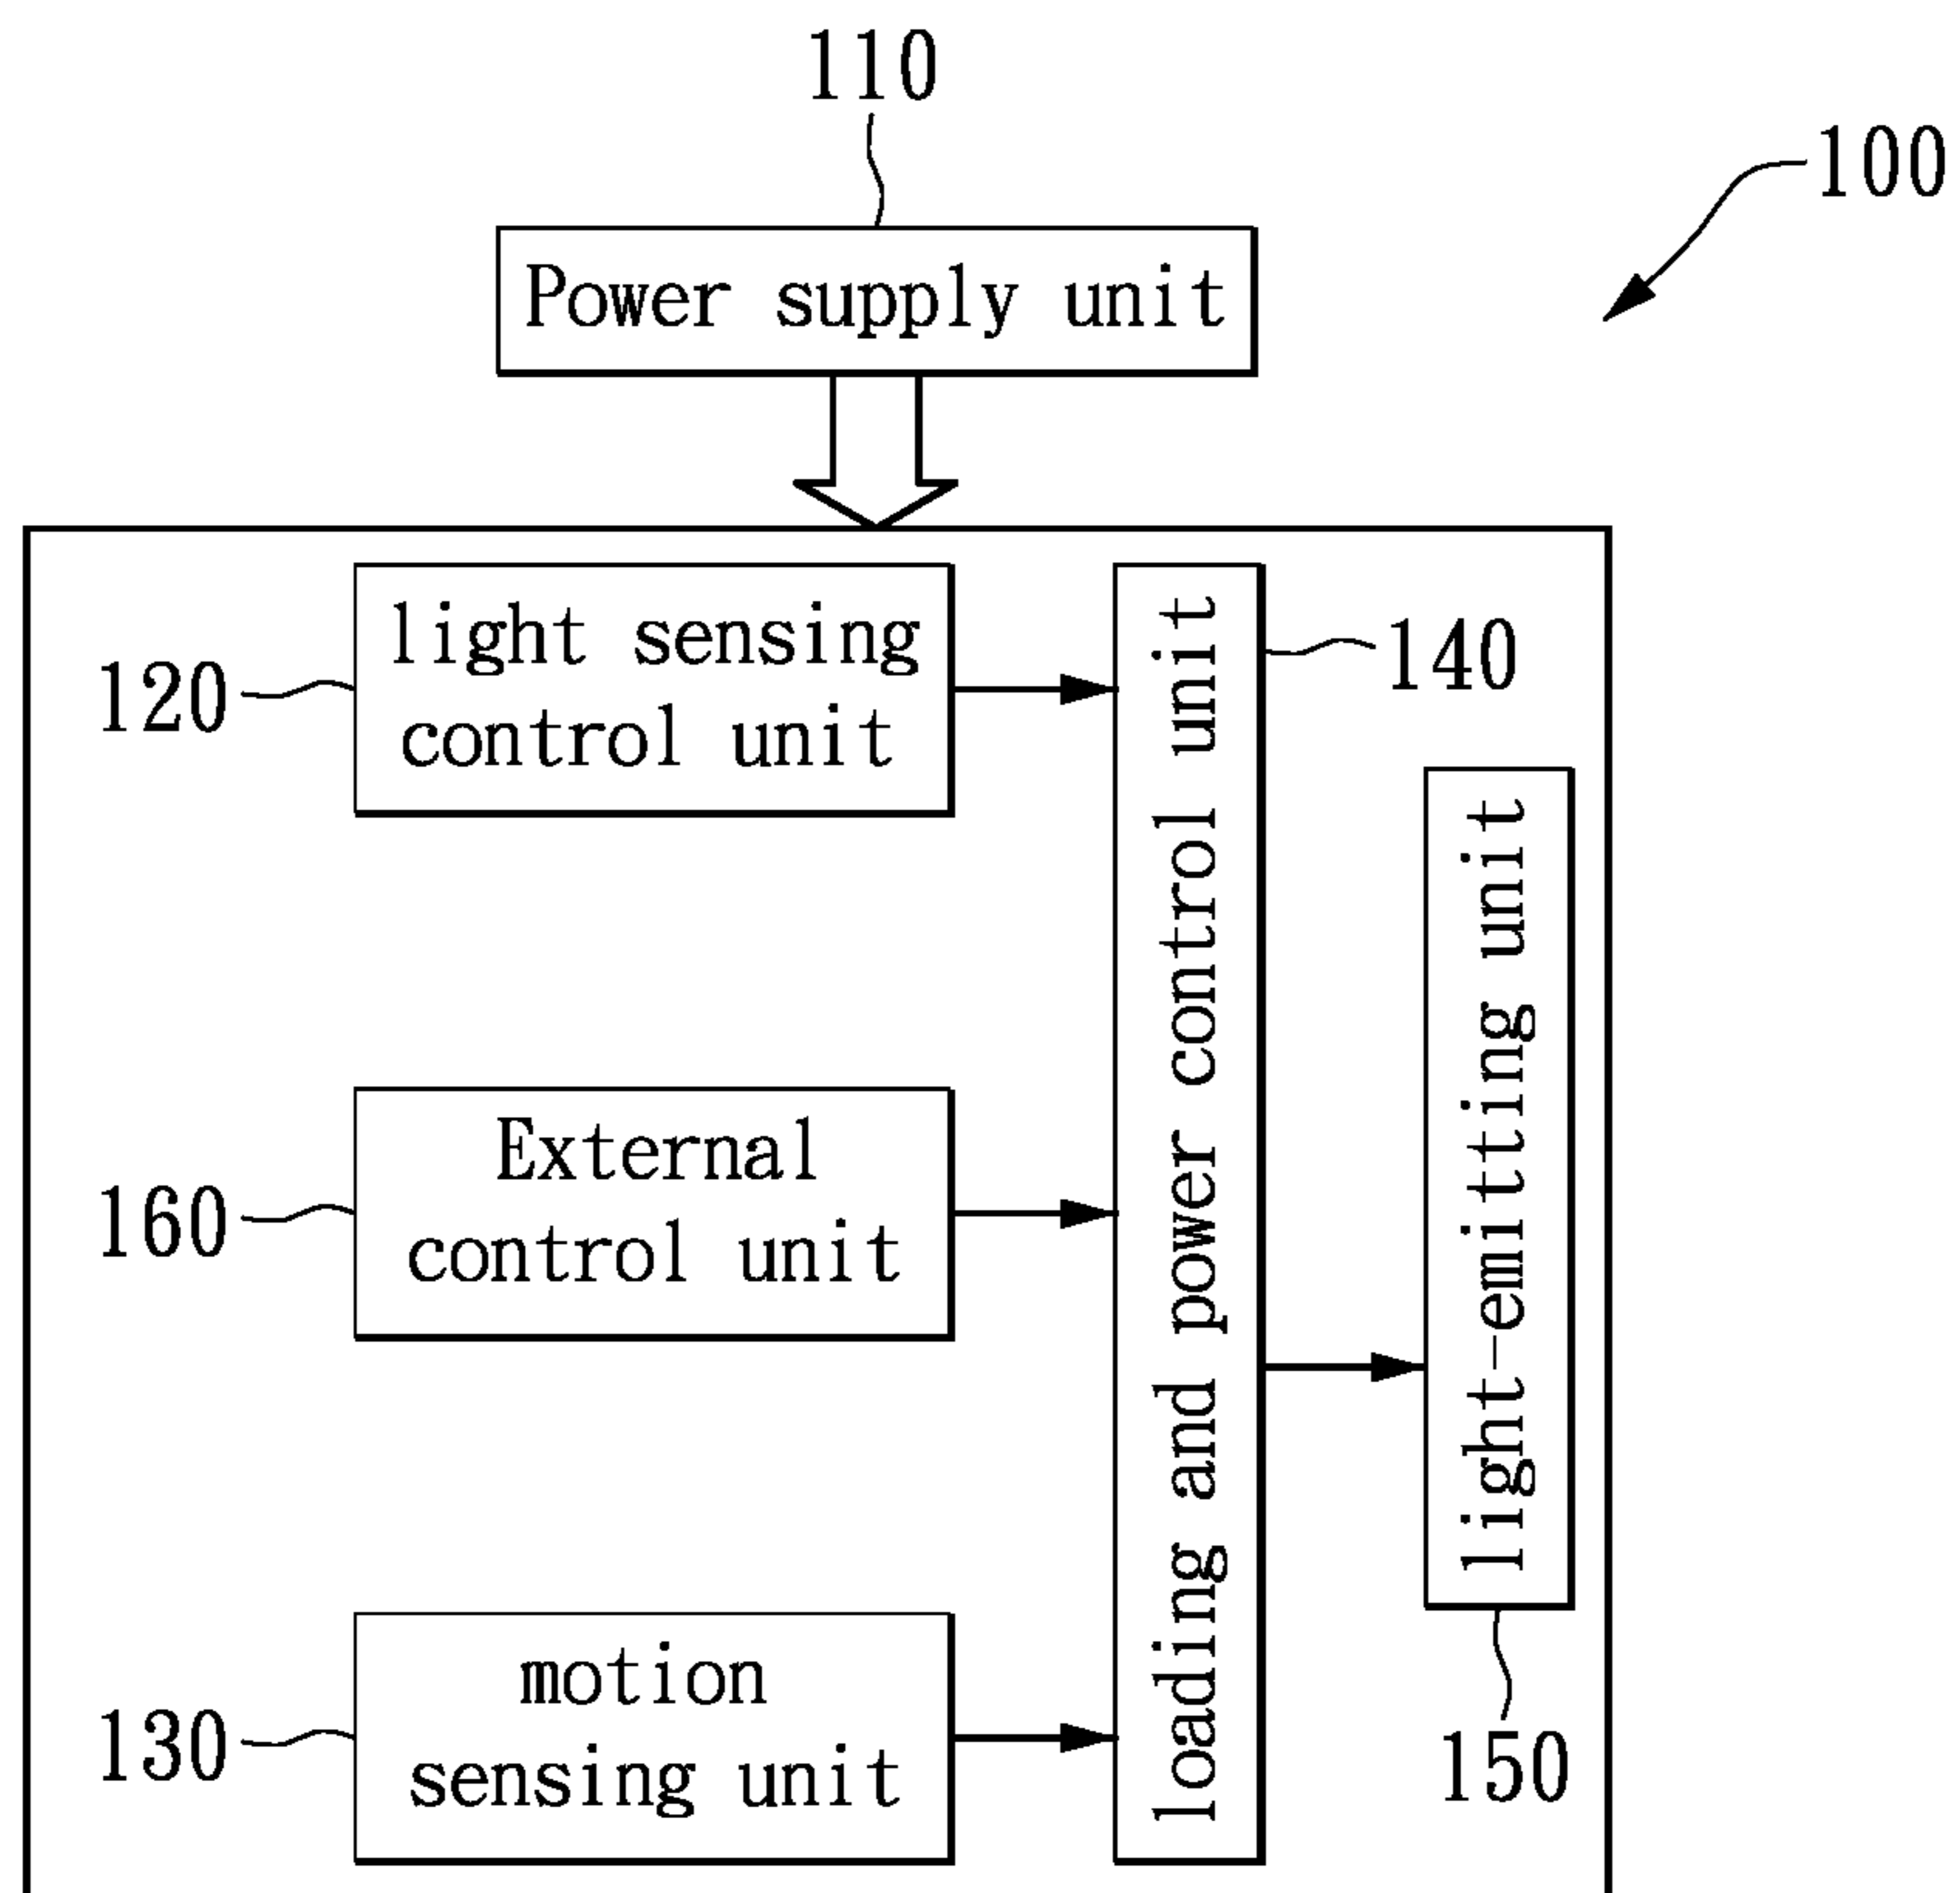 110
100
Power supply unit
light sensing
control unit
120
140
loading and power control unit
light-emitting unit
External
control unit
160
motion
sensing unit
130
150